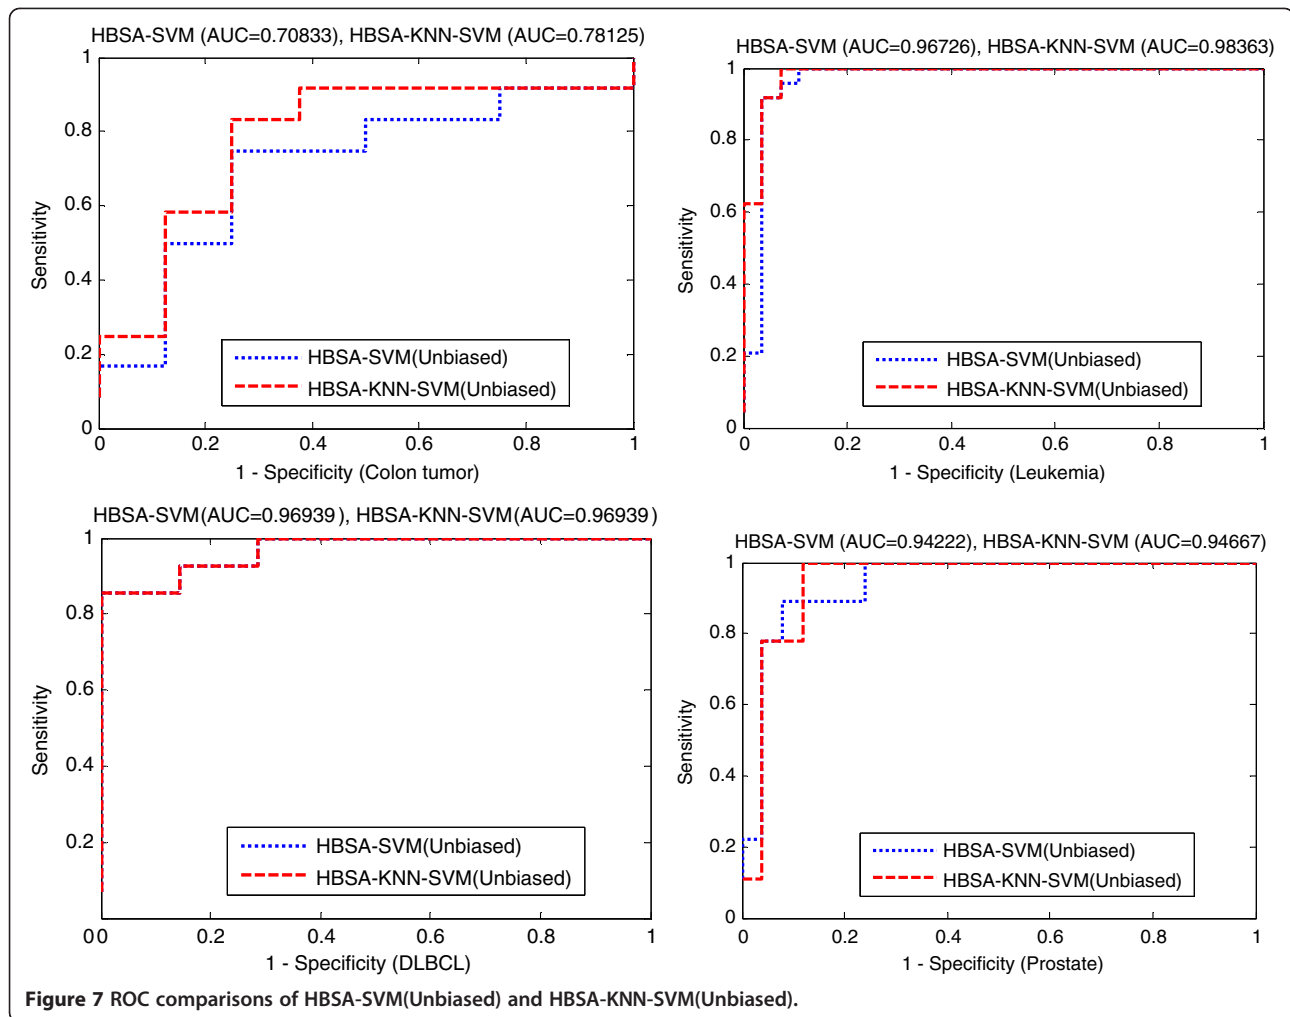 HBSA-SVM (AUC=0.70833), HBSA-KNN-SVM (AUC=0.78125)
1
0.8
0.6
0.4
0.2
0
Sensitivity
HBSA-SVM(Unbiased)
HBSA-KNN-SVM(Unbiased)
0 0.2 0.4 0.6 0.8 1
1 - Specificity (Colon tumor)
HBSA-SVM (AUC=0.96726), HBSA-KNN-SVM (AUC=0.98363)
1
0.8
0.6
0.4
0.2
0
Sensitivity
HBSA-SVM(Unbiased)
HBSA-KNN-SVM(Unbiased)
0 0.2 0.4 0.6 0.8 1
1 - Specificity (Leukemia)
HBSA-SVM(AUC=0.96939), HBSA-KNN-SVM(AUC=0.96939)
1
0.8
0.6
0.4
0.2
0
Sensitivity
HBSA-SVM(Unbiased)
HBSA-KNN-SVM(Unbiased)
0 0.2 0.4 0.6 0.8 1
1 - Specificity (DLBCL)
HBSA-SVM (AUC=0.94222), HBSA-KNN-SVM (AUC=0.94667)
1
0.8
0.6
0.4
0.2
0
Sensitivity
HBSA-SVM(Unbiased)
HBSA-KNN-SVM(Unbiased)
0 0.2 0.4 0.6 0.8 1
1 - Specificity (Prostate)
Figure 7 ROC comparisons of HBSA-SVM(Unbiased) and HBSA-KNN-SVM(Unbiased).